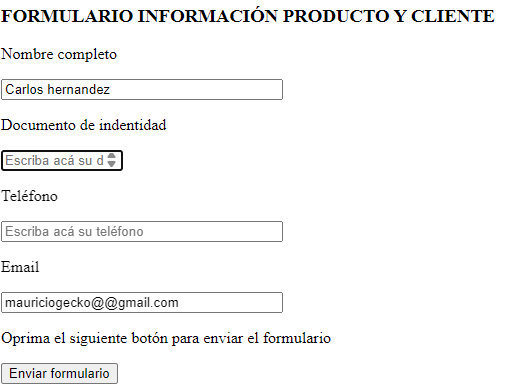 FORMULARIO INFORMACIÓN PRODUCTO Y CLIENTE
Nombre completo
Carlos hernandez
Documento de indentidad
Escriba acá su d
Teléfono
Escriba acá su teléfono
Email
mauriciogecko@@gmail.com
Oprima el siguiente botón para enviar el formulario
Enviar formulario